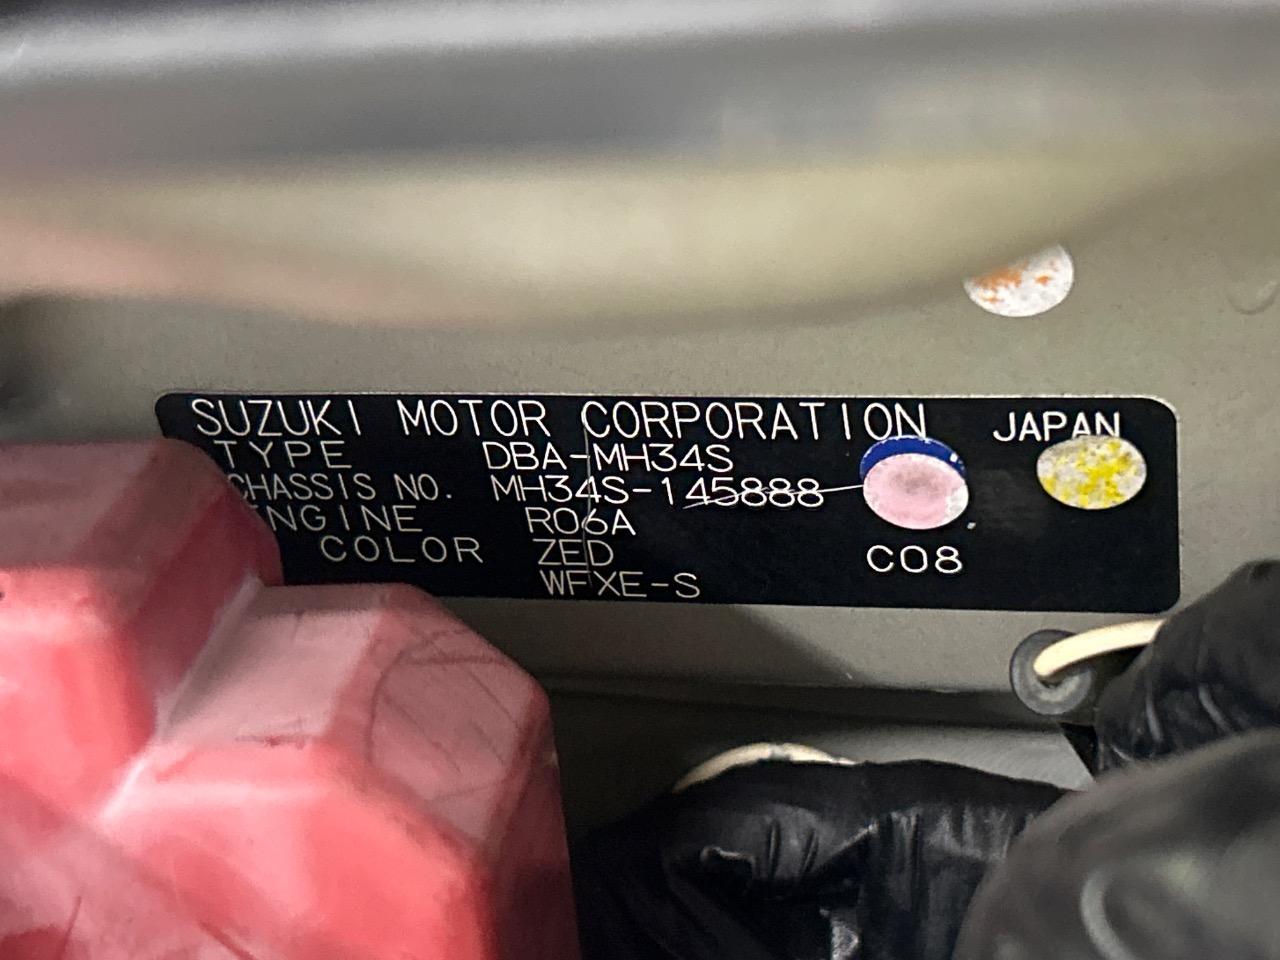 SUZUKI MOTOR CORPORATION JAPAN
TYPE DBA-MH34S
CHASSIS NO. MH34S-145888
ENGINE R06A
COLOR ZED C08
WFXE-S